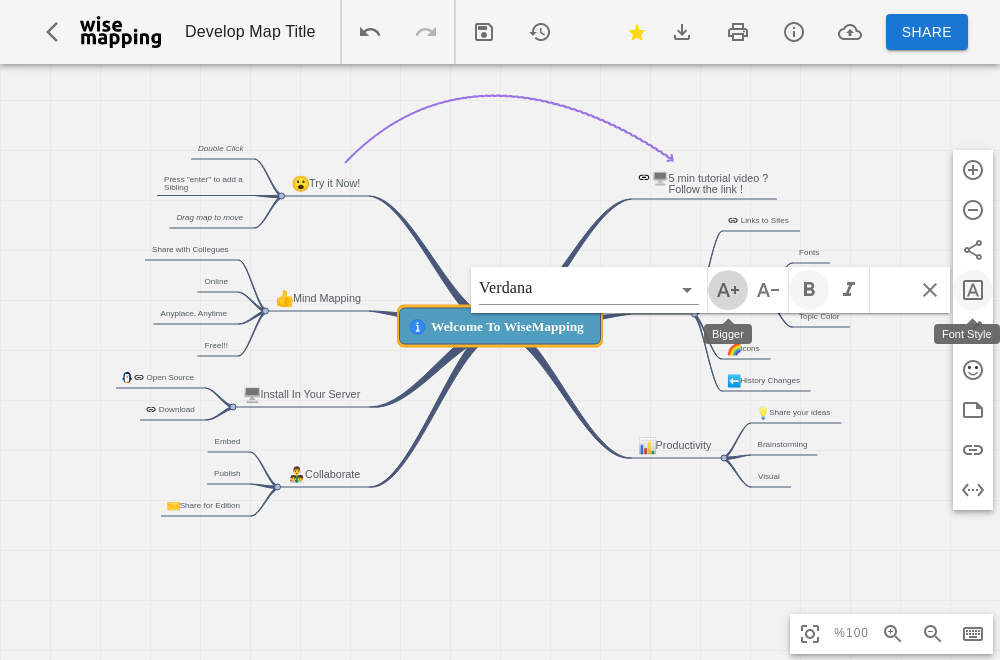 wise
mapping
Develop Map Title
SHARE
Double Click
Press "enter" to add a
Sibling
Drag map to move
Try it Now!
5 min tutorial video ?
Follow the link !
Links to Sites
Fonts
Share with Collegues
Online
Anyplace, Anytime
Free!!!
Mind Mapping
Verdana
A+
A-
B
I
A
Welcome To WiseMapping
Topic Color
Bigger
Font Style
Icons
History Changes
Open Source
Download
Install In Your Server
Share your ideas
Brainstorming
Visual
Productivity
Embed
Publish
Share for Edition
Collaborate
%100